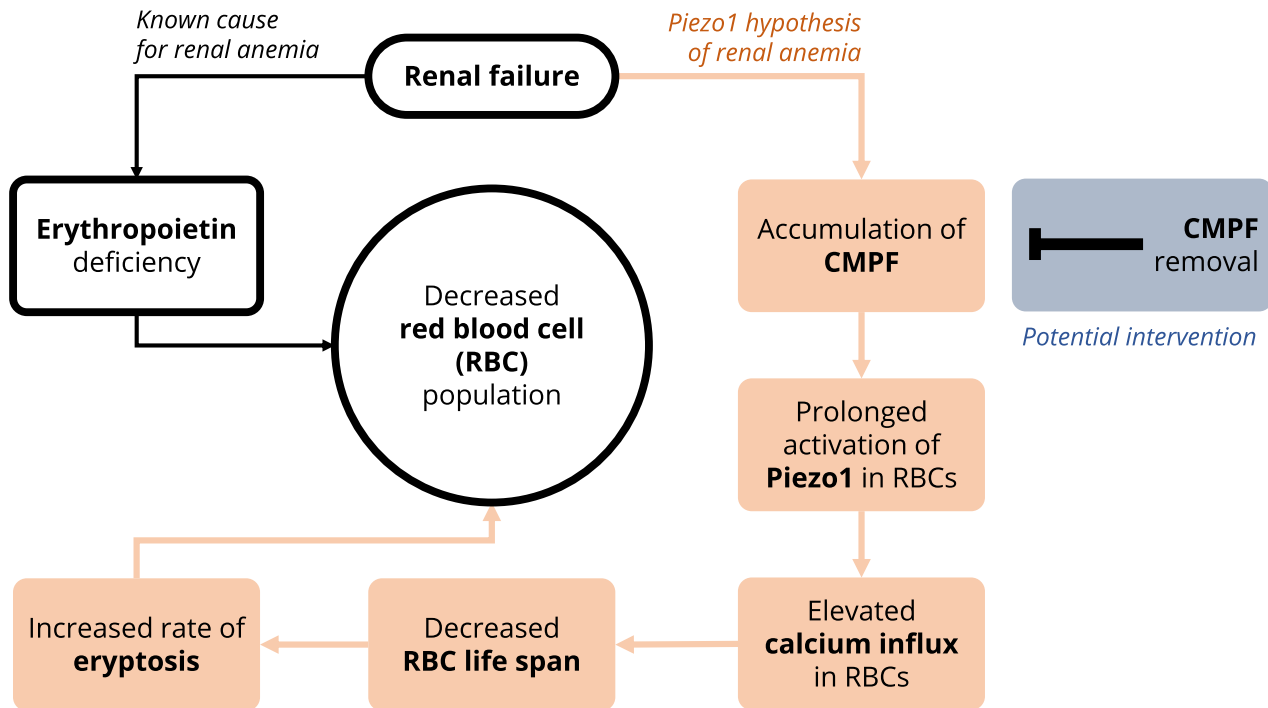 Known cause
for renal anemia
Renal failure
Piezo1 hypothesis
of renal anemia
Erythropoietin
deficiency
Decreased
red blood cell
(RBC)
population
Accumulation of
CMPF
CMPF
removal
Potential intervention
Prolonged
activation of
Piezo1 in RBCs
Increased rate of
eryptosis
Decreased
RBC life span
Elevated
calcium influx
in RBCs